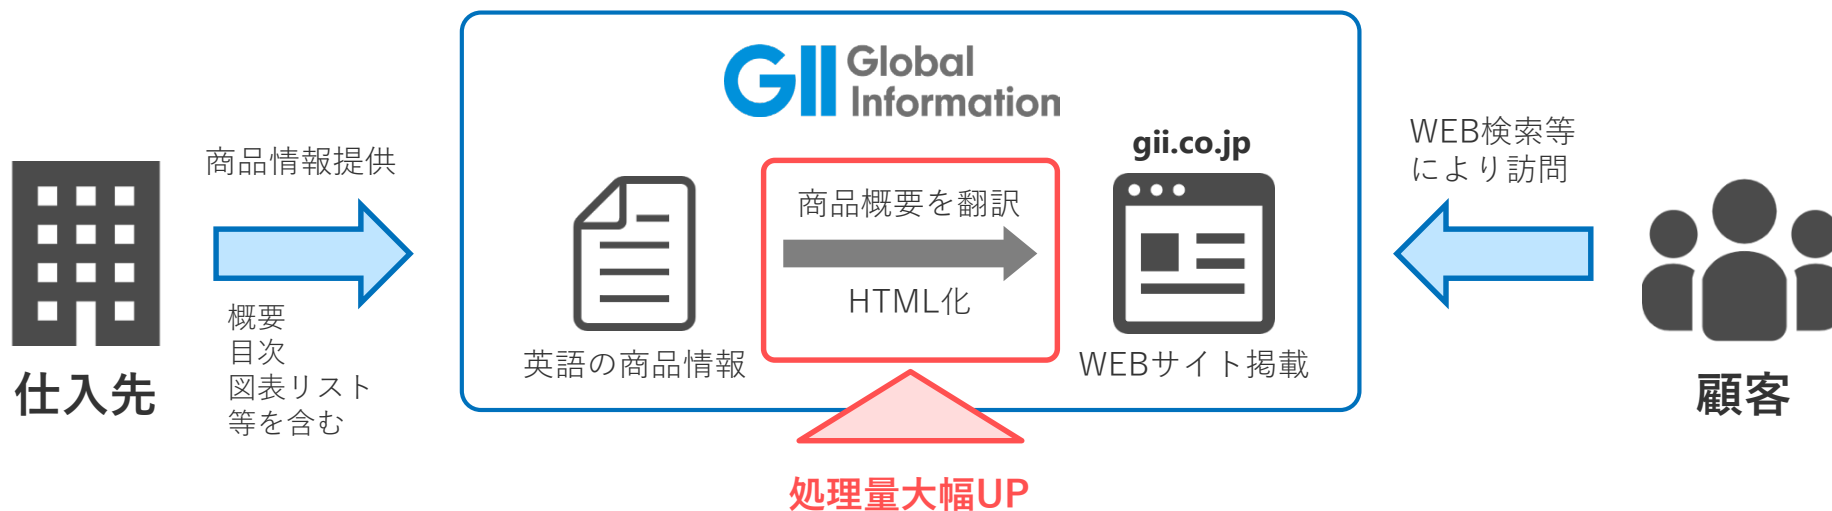 GII Global
Information
gii.co.jp
商品情報提供
概要
目次
図表リスト
等を含む
仕入先
英語の商品情報
商品概要を翻訳
HTML化
WEBサイト掲載
WEB検索等
により訪問
顧客
処理量大幅UP